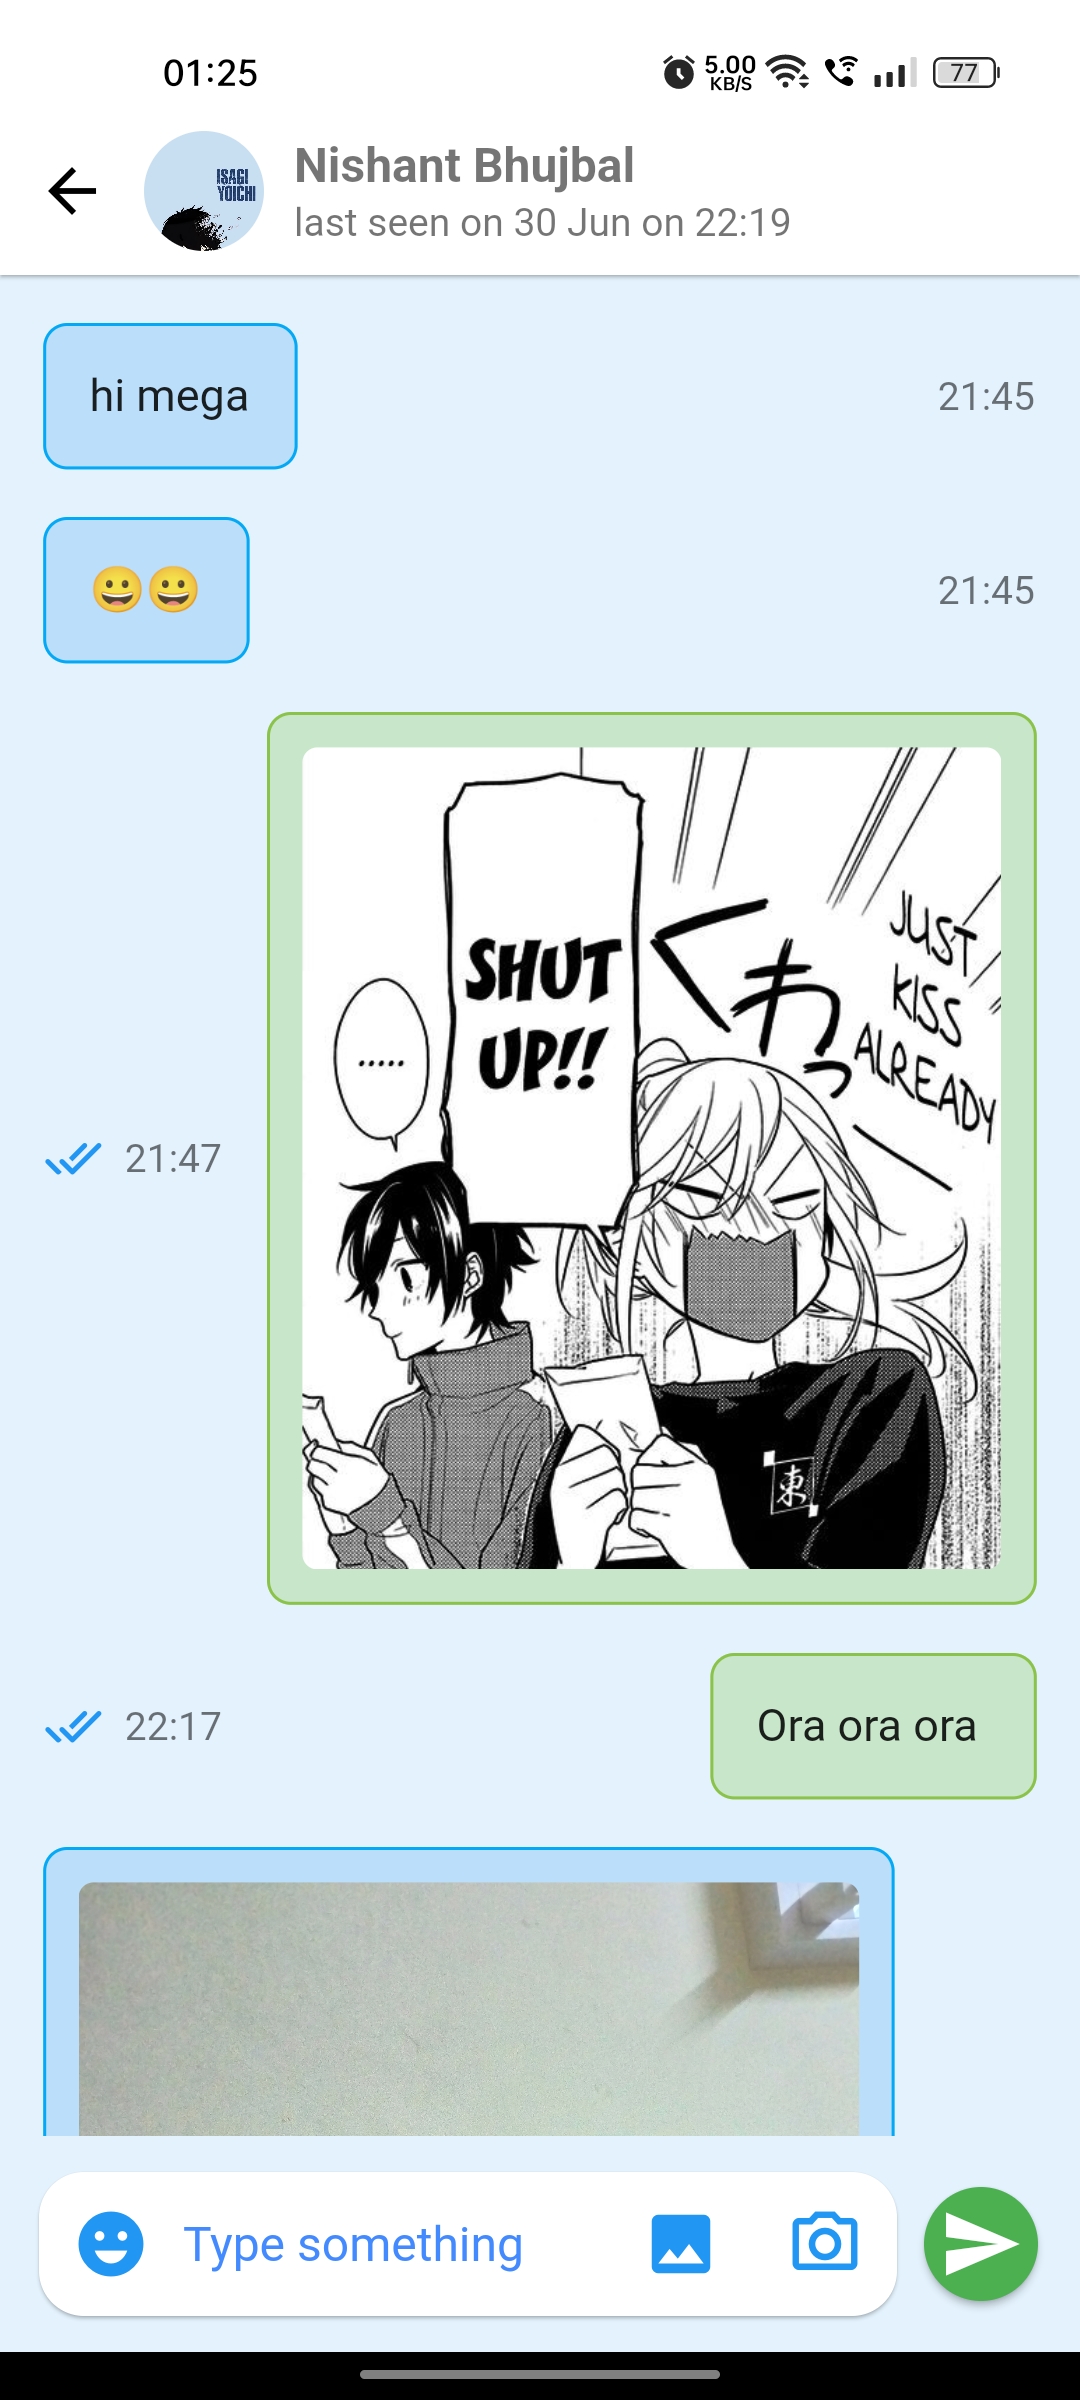 01:25
5.00
KB/S
77
ISAGI
YOICHI
Nishant Bhujbal
last seen on 30 Jun on 22:19
hi mega
21:45
😀😀
21:45
SHUT
UP!!
.....
くわっ
JUST
KISS
ALREADY
東
21:47
22:17
Ora ora ora
Type something